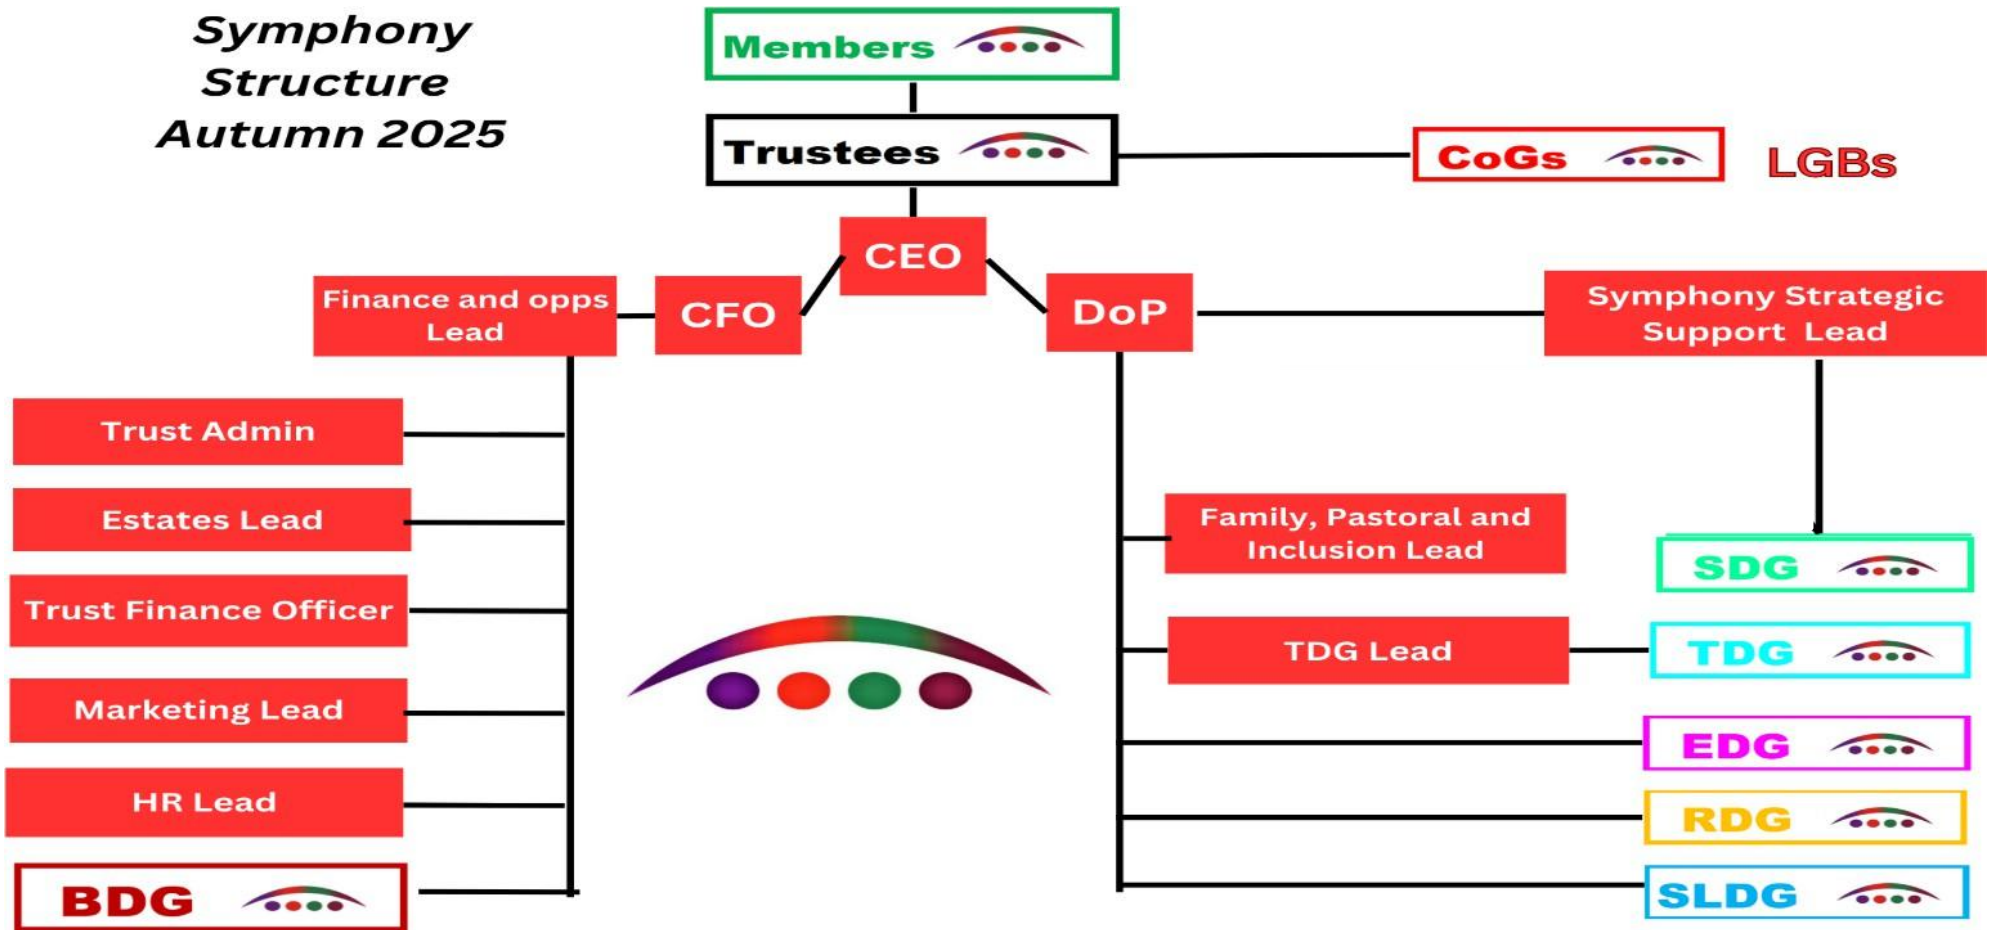 Symphony
Structure
Autumn 2025
Members
Trustees
CoGs
LGBs
CEO
Finance and opps
Lead
CFO
DoP
Symphony Strategic
Support Lead
Trust Admin
Estates Lead
Trust Finance Officer
Marketing Lead
HR Lead
BDG
Family, Pastoral and
Inclusion Lead
TDG Lead
SDG
TDG
EDG
RDG
SLDG